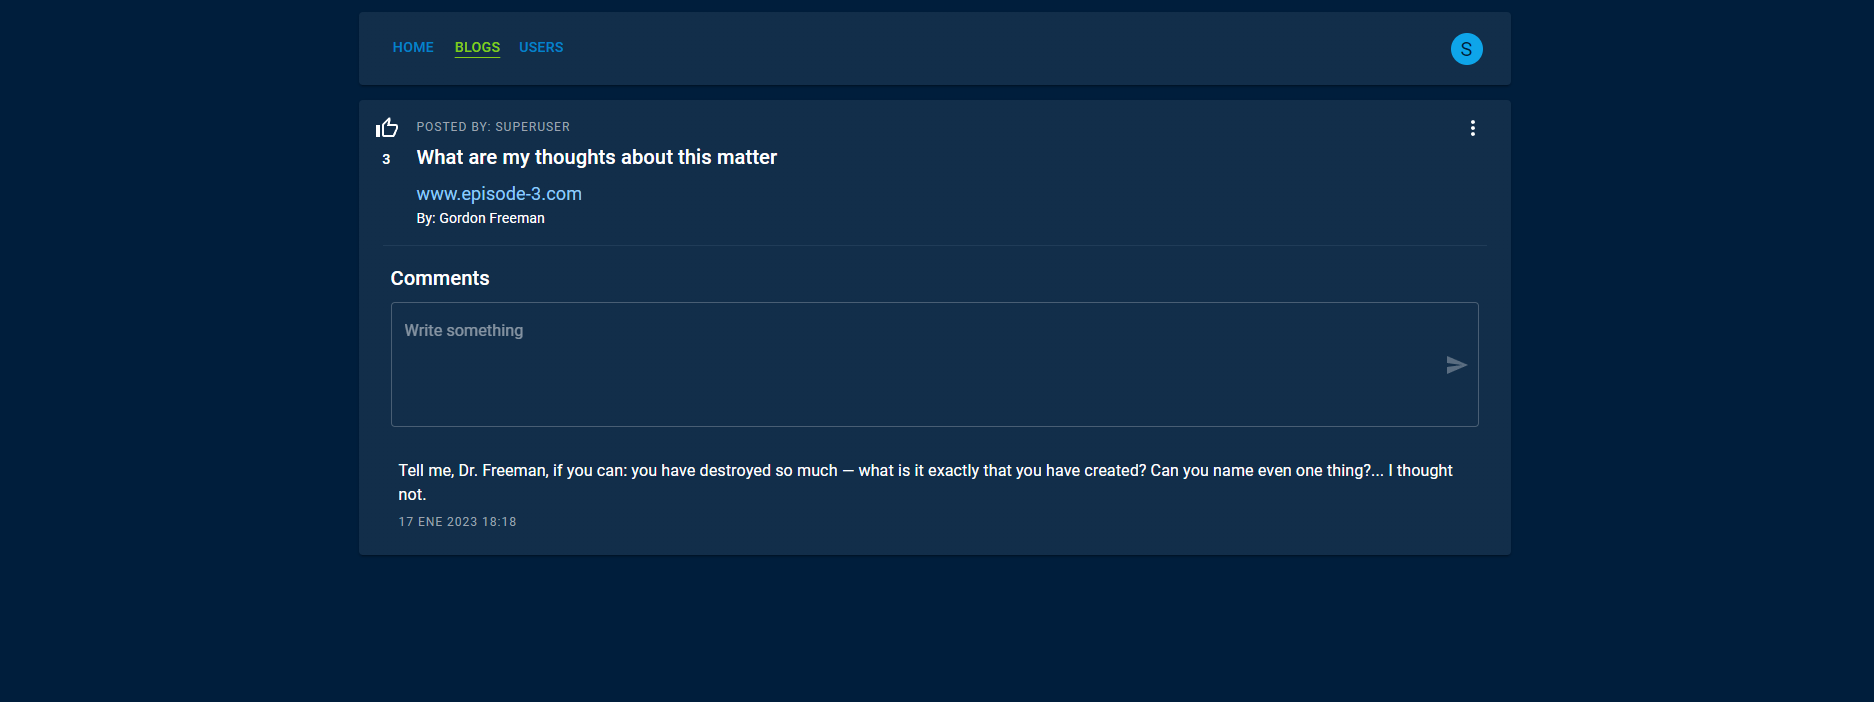 HOME BLOGS USERS S
POSTED BY: SUPERUSER
3 What are my thoughts about this matter
www.episode-3.com
By: Gordon Freeman
Comments
Write something
Tell me, Dr. Freeman, if you can: you have destroyed so much — what is it exactly that you have created? Can you name even one thing?... I thought
not.
17 ENE 2023 18:18